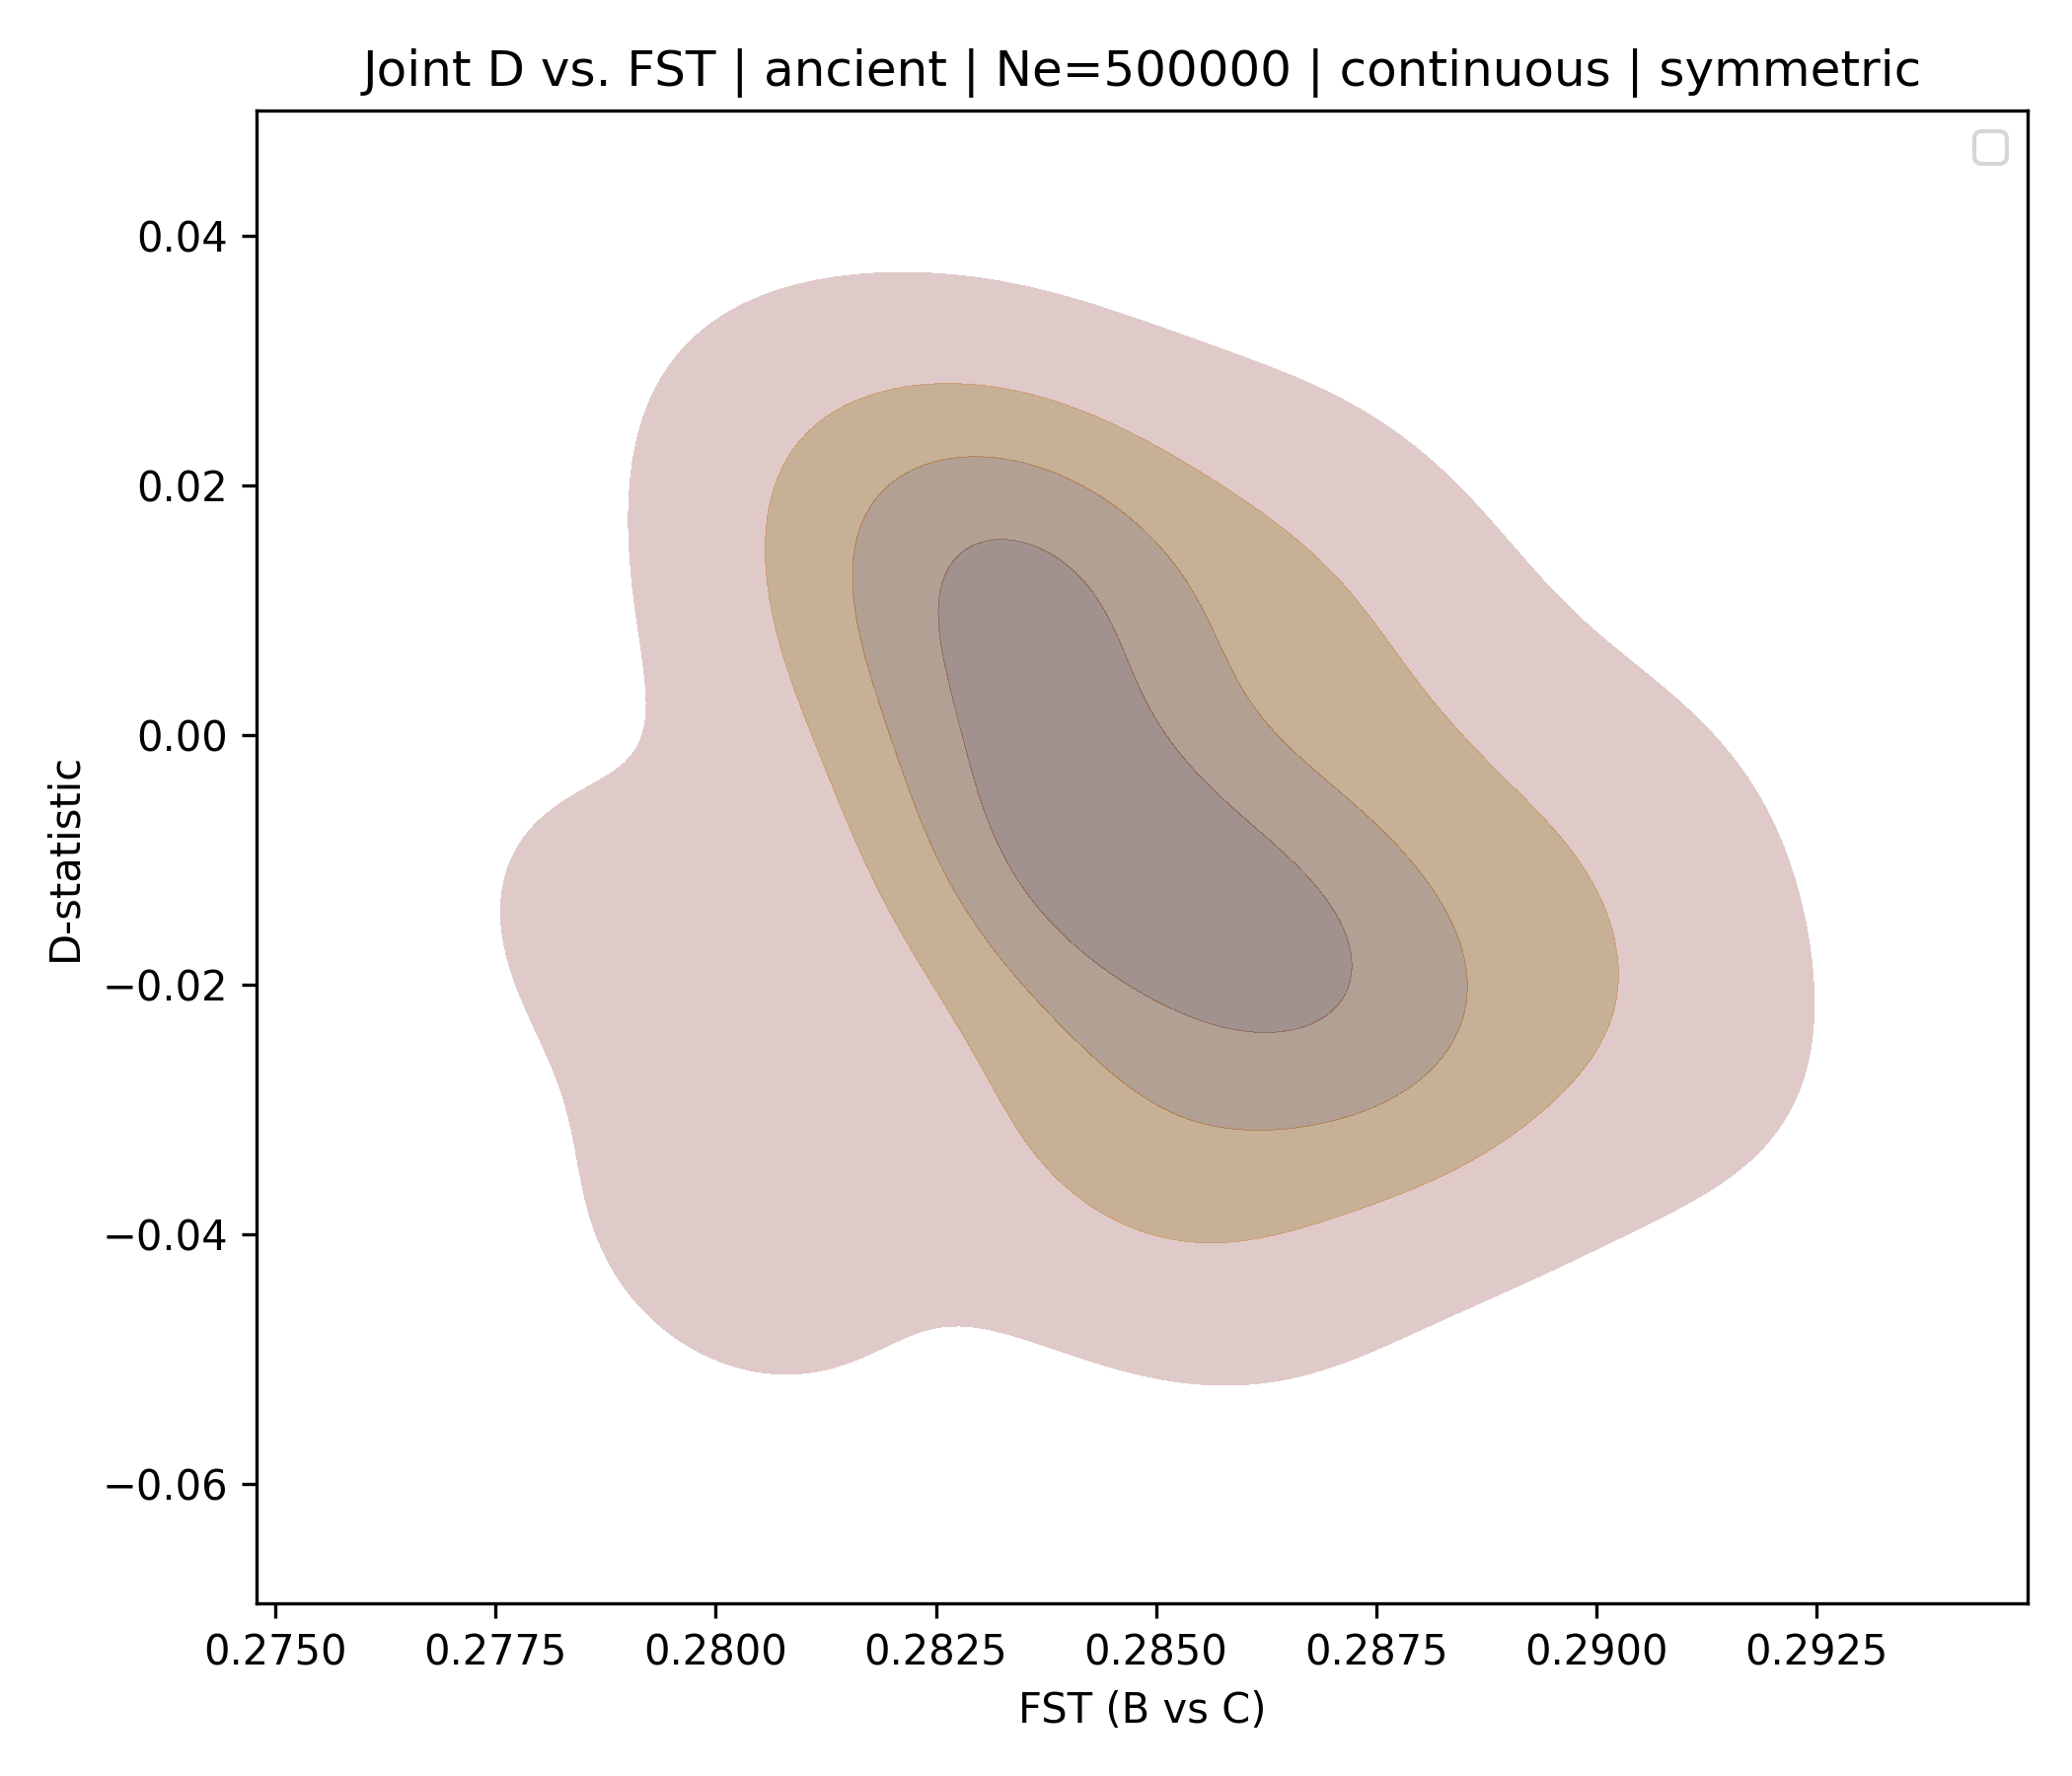 Joint D vs. FST | ancient | Ne=500000 | continuous | symmetric
0.04
0.02
0.00
−0.02
−0.04
−0.06
D-statistic
0.2750 0.2775 0.2800 0.2825 0.2850 0.2875 0.2900 0.2925
FST (B vs C)